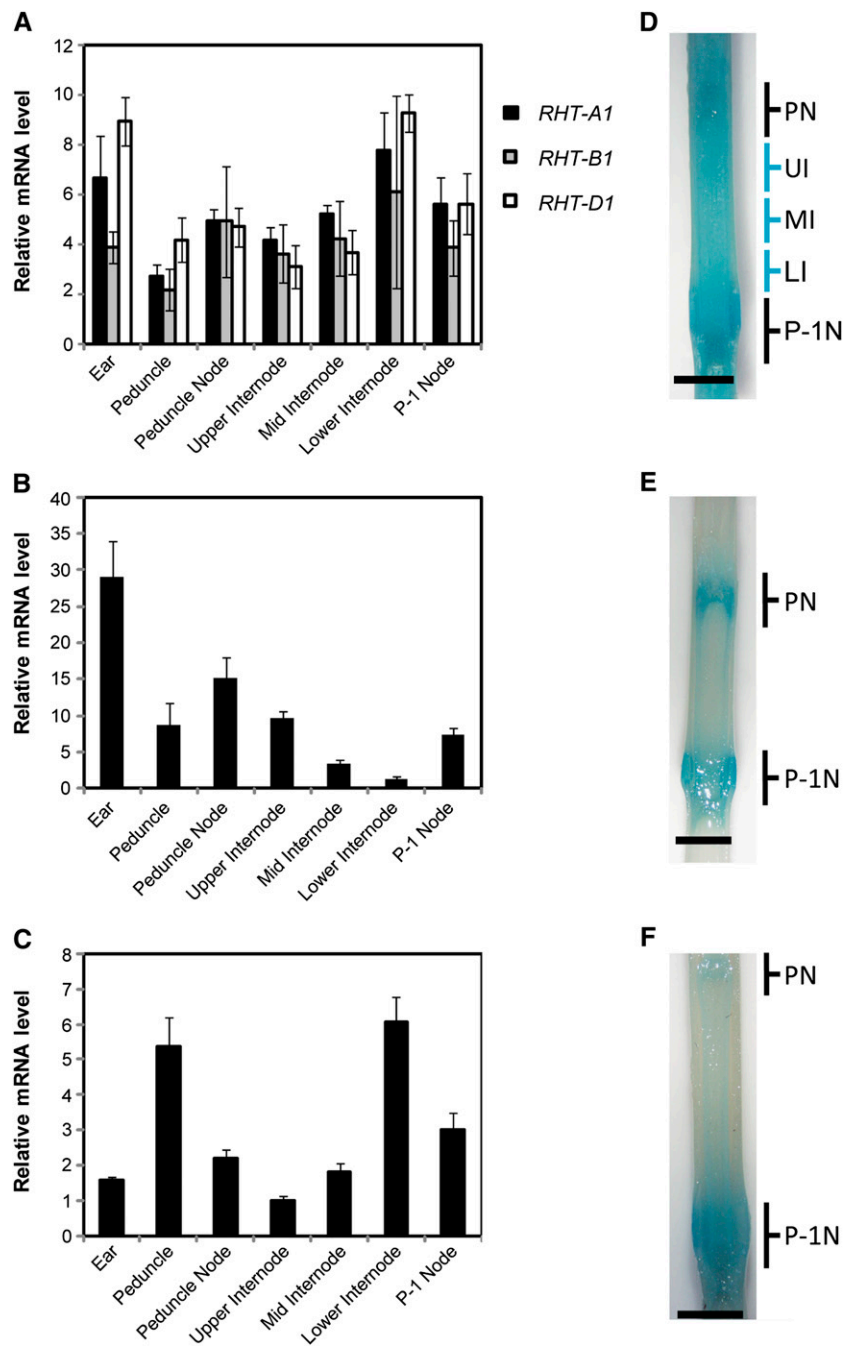 A
Relative mRNA level
12
10
8
6
4
2
0
Ear
Peduncle
Peduncle Node
Upper Internode
Mid Internode
Lower Internode
P-1 Node
RHT-A1
RHT-B1
RHT-D1
D
PN
UI
MI
LI
P-1N
B
Relative mRNA level
40
35
30
25
20
15
10
5
0
Ear
Peduncle
Peduncle Node
Upper Internode
Mid Internode
Lower Internode
P-1 Node
E
PN
P-1N
C
Relative mRNA level
8
7
6
5
4
3
2
1
0
Ear
Peduncle
Peduncle Node
Upper Internode
Mid Internode
Lower Internode
P-1 Node
F
PN
P-1N